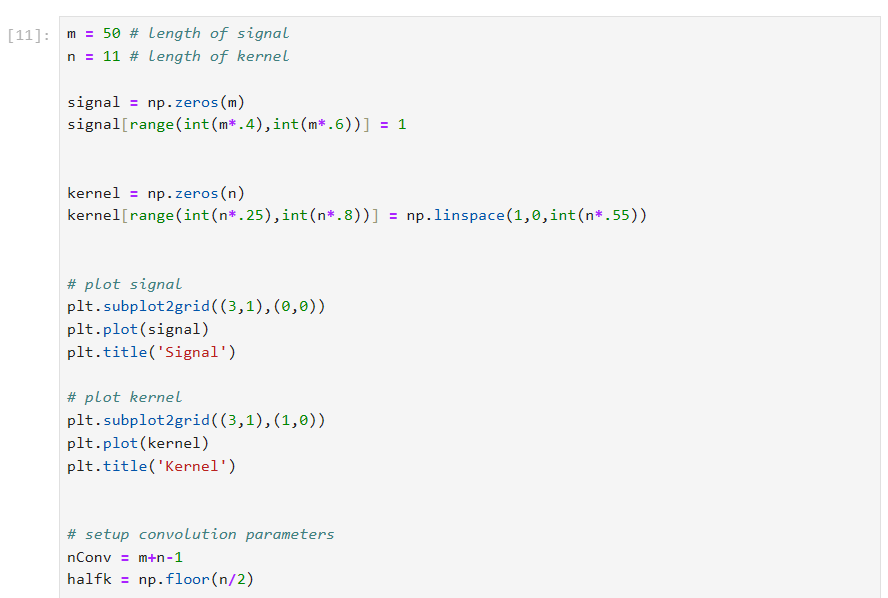 [11]:
m = 50 # length of signal
n = 11 # length of kernel
signal = np.zeros(m)
signal[range(int(m*.4),int(m*.6))] = 1
kernel = np.zeros(n)
kernel[range(int(n*.25),int(n*.8))] = np.linspace(1,0,int(n*.55))
# plot signal
plt.subplot2grid((3,1),(0,0))
plt.plot(signal)
plt.title('Signal')
# plot kernel
plt.subplot2grid((3,1),(1,0))
plt.plot(kernel)
plt.title('Kernel')
# setup convolution parameters
nConv = m+n-1
halfk = np.floor(n/2)